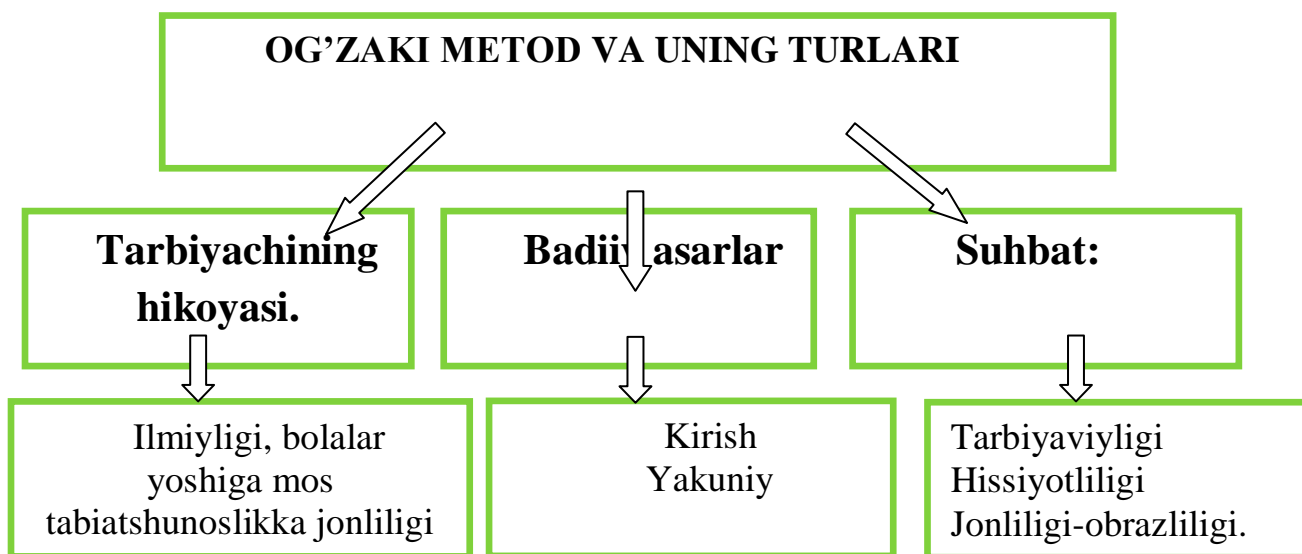 OG’ZAKI METOD VA UNING TURLARI
Tarbiyachining
hikoyasi.
Badiiy asarlar
Suhbat:
Ilmiyligi, bolalar
yoshiga mos
tabiatshunoslikka jonliligi
Kirish
Yakuniy
Tarbiyaviyligi
Hissiyotliligi
Jonliligi-obrazliligi.